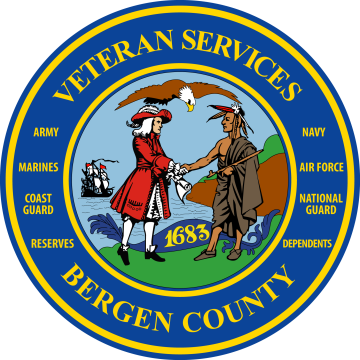 VETERAN SERVICES
ARMY
MARINES
COAST
GUARD
RESERVES
NAVY
AIR FORCE
NATIONAL
GUARD
DEPENDENTS
1683
BERGEN COUNTY